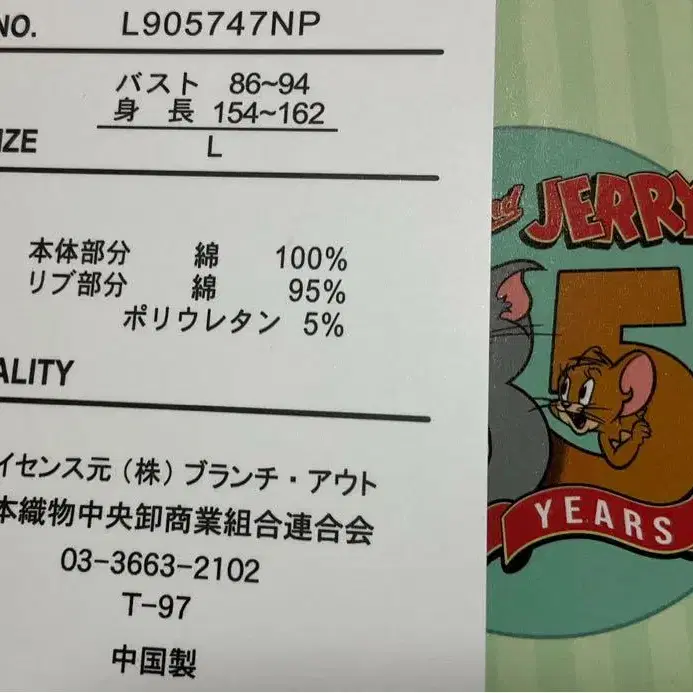 NO. L905747NP
バスト 86~94
身長 154~162
IZE L
本体部分 綿 100%
リブ部分 綿 95%
ポリウレタン 5%
ALITY
イセンス元(株)ブランチ・アウト
本織物中央卸商業組合連合会
03-3663-2102
T-97
中国製
and JERRY
85
YEARS